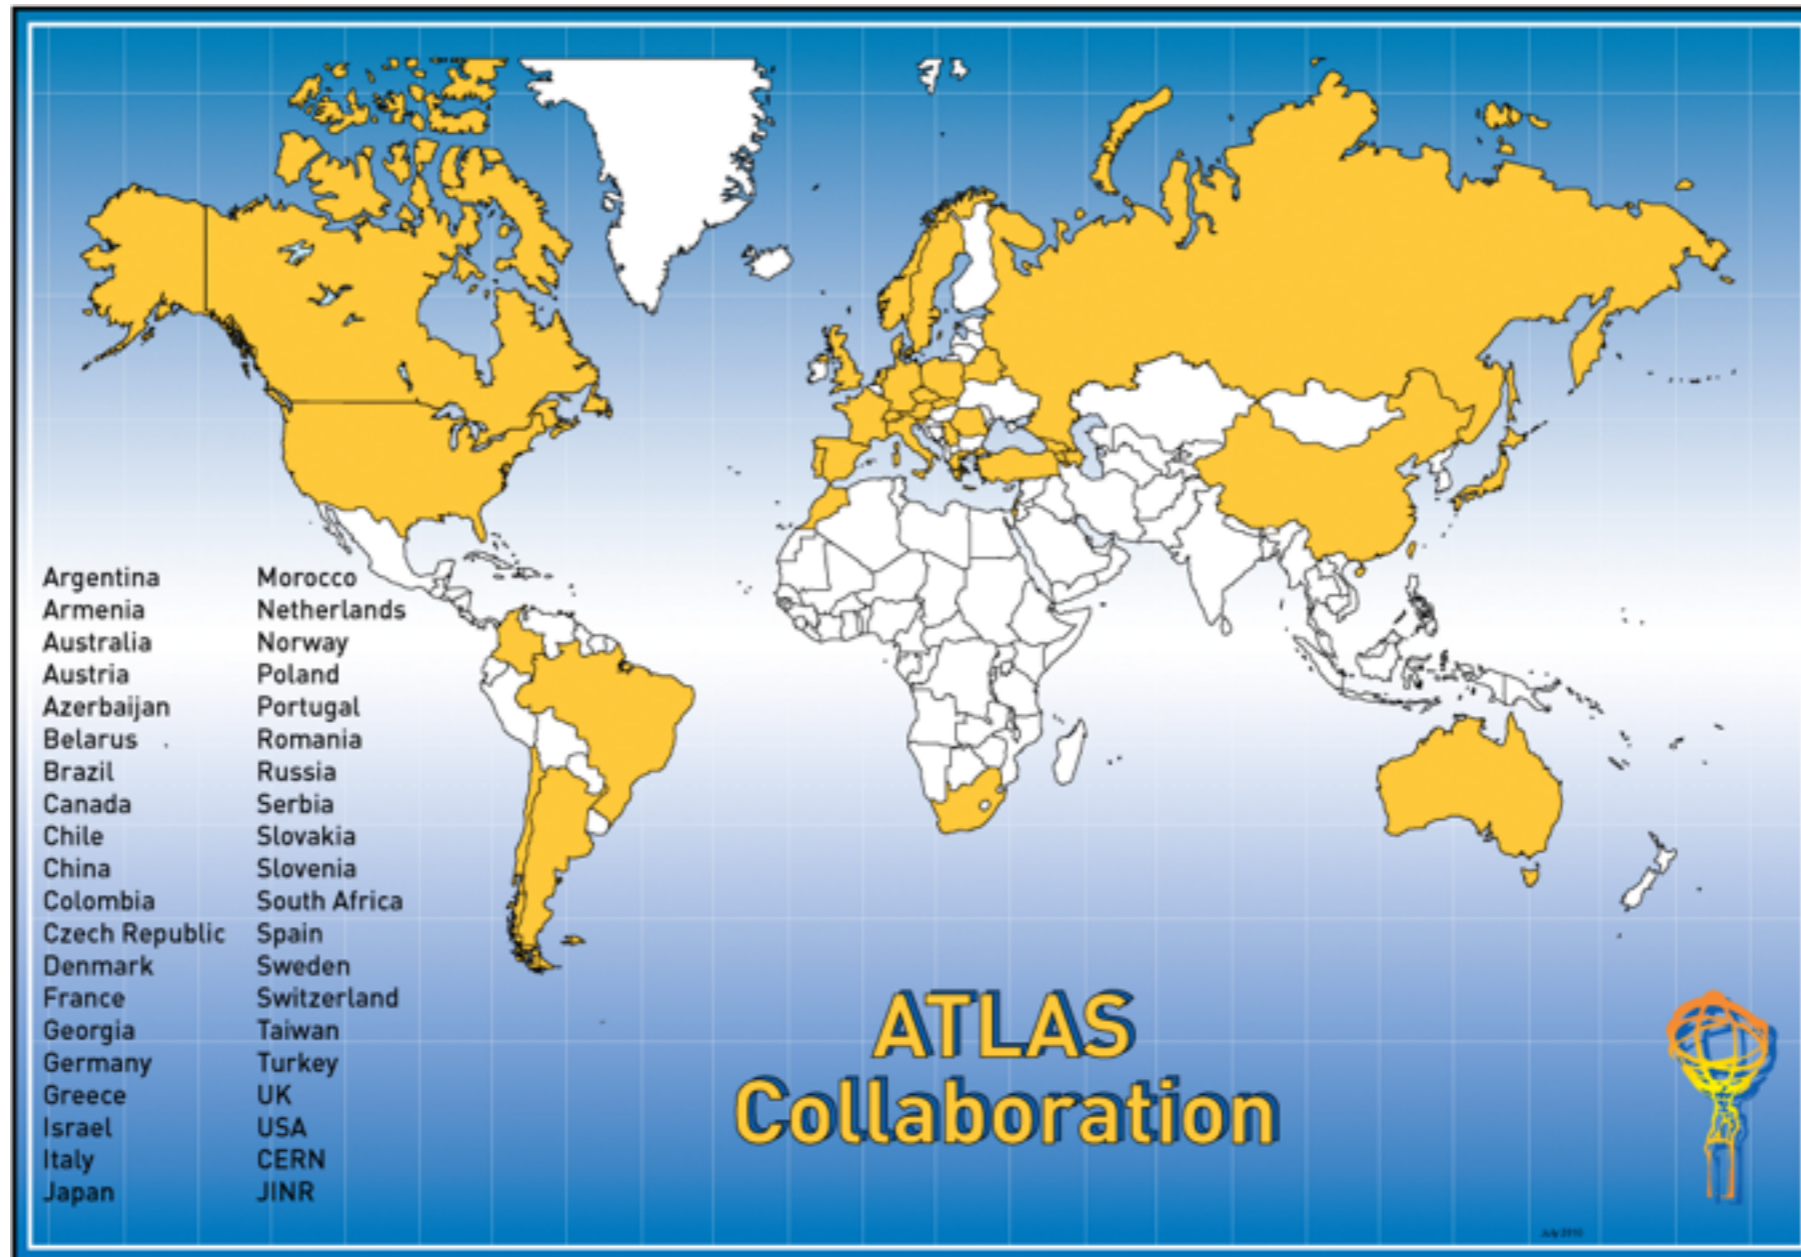 Argentina
Armenia
Australia
Austria
Azerbaijan
Belarus
Brazil
Canada
Chile
China
Colombia
Czech Republic
Denmark
France
Georgia
Germany
Greece
Israel
Italy
Japan
Morocco
Netherlands
Norway
Poland
Portugal
Romania
Russia
Serbia
Slovakia
Slovenia
South Africa
Spain
Sweden
Switzerland
Taiwan
Turkey
UK
USA
CERN
JINR
ATLAS
Collaboration
July 2010